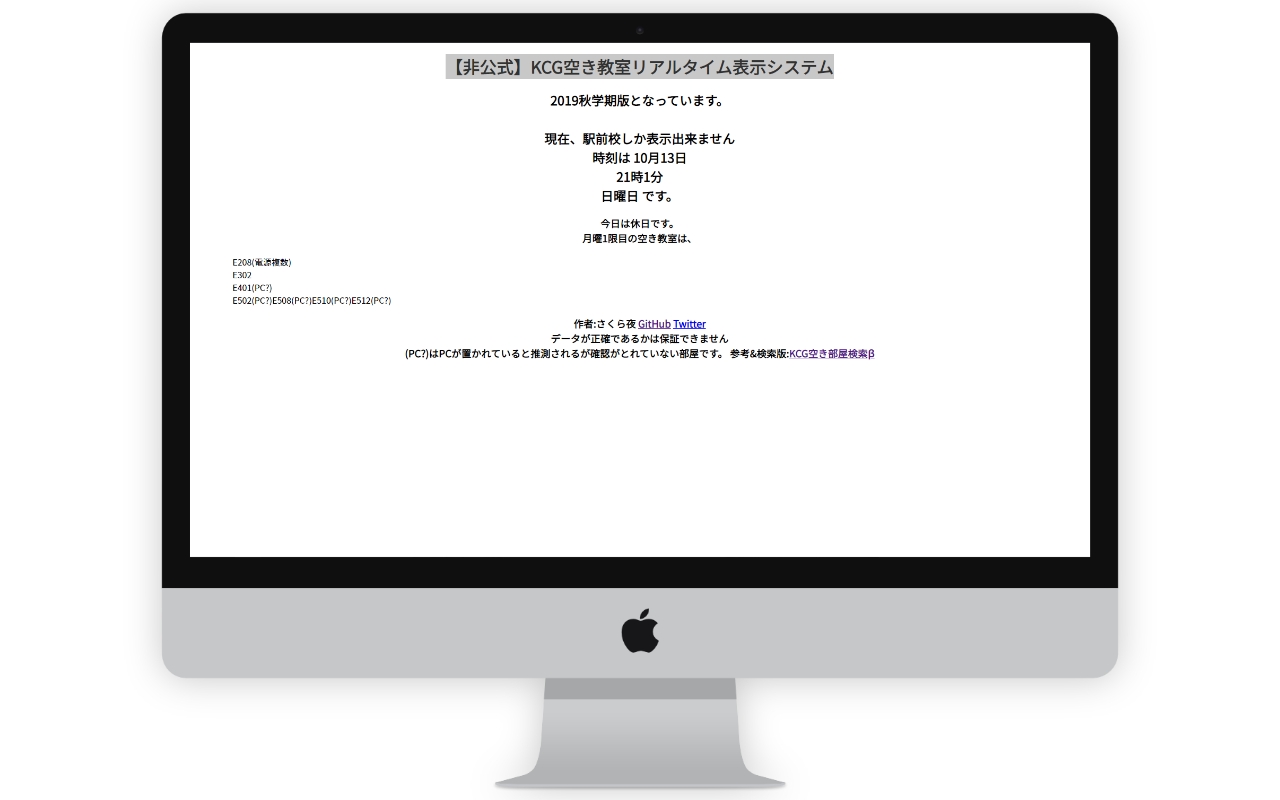 【非公式】KCG空き教室リアルタイム表示システム
2019秋学期版となっています。
現在、駅前校しか表示出来ません
時刻は 10月13日
21時1分
日曜日 です。
今日は休日です。
月曜1限目の空き教室は、
E208(電源複数)
E302
E401(PC?)
E502(PC?)E508(PC?)E510(PC?)E512(PC?)
作者:さくら夜 GitHub Twitter
データが正確であるかは保証できません
(PC?)はPCが置かれていると推測されるが確認がとれていない部屋です。 参考&検索版:KCG空き部屋検索β